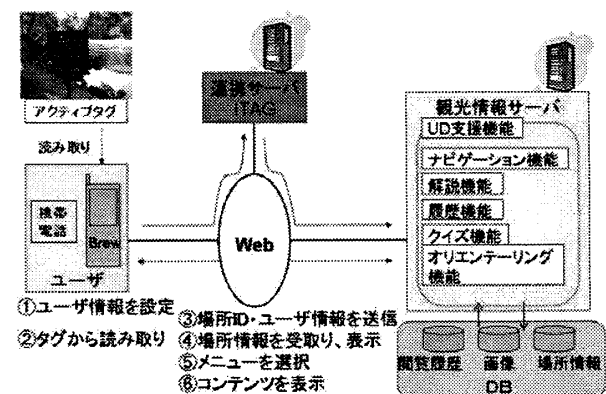 アクティブタグ
読み取り
携帯
電話
Brew
ユーザ
連携サーバ
iTAG
Web
観光情報サーバ
UD支援機能
ナビゲーション機能
解説機能
履歴機能
クイズ機能
オリエンテーリング
機能
①ユーザ情報を設定
②タグから読み取り
③場所ID・ユーザ情報を送信
④場所情報を受取り、表示
⑤メニューを選択
⑥コンテンツを表示
閲覧履歴
画像
場所情報
DB